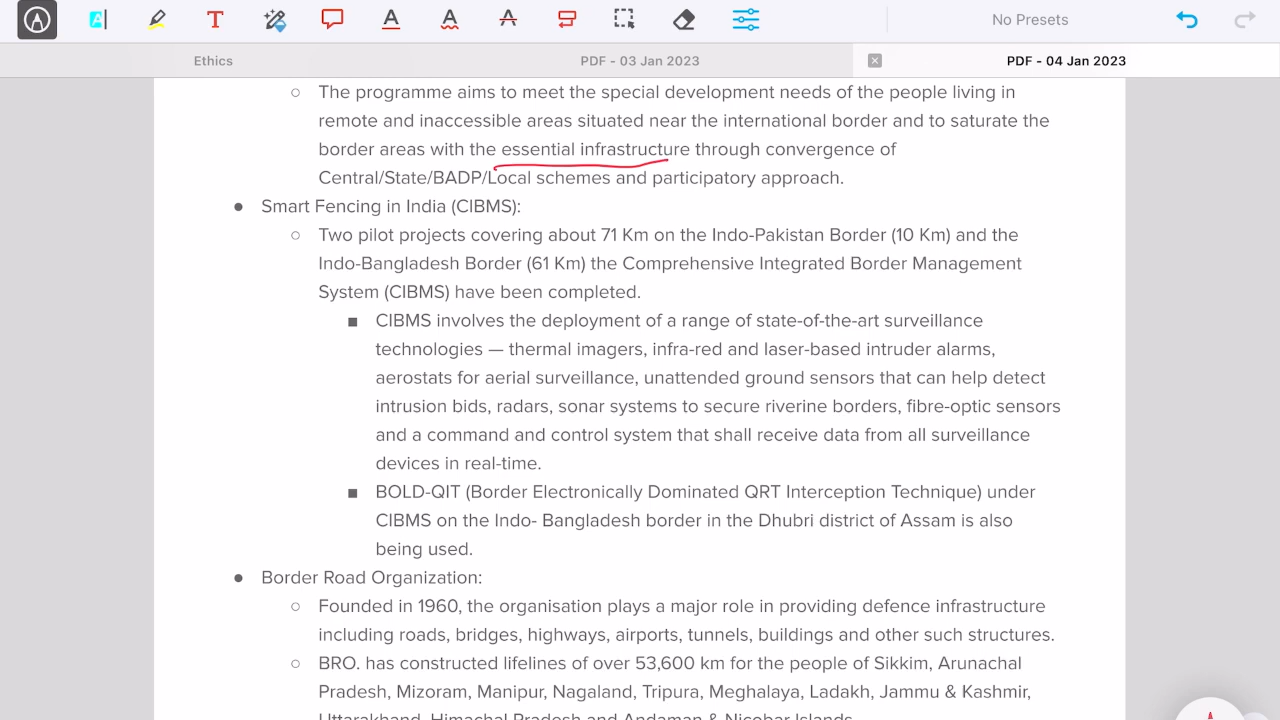 T
A
A
A
No Presets
Ethics
PDF - 03 Jan 2023
PDF - 04 Jan 2023
The programme aims to meet the special development needs of the people living in
remote and inaccessible areas situated near the international border and to saturate the
border areas with the essential infrastructure through convergence of
Central/State/BADP/Local schemes and participatory approach.
Smart Fencing in India (CIBMS):
Two pilot projects covering about 71 Km on the Indo-Pakistan Border (10 Km) and the
Indo-Bangladesh Border (61 Km) the Comprehensive Integrated Border Management
System (CIBMS) have been completed.
CIBMS involves the deployment of a range of state-of-the-art surveillance
technologies — thermal imagers, infra-red and laser-based intruder alarms,
aerostats for aerial surveillance, unattended ground sensors that can help detect
intrusion bids, radars, sonar systems to secure riverine borders, fibre-optic sensors
and a command and control system that shall receive data from all surveillance
devices in real-time.
BOLD-QIT (Border Electronically Dominated QRT Interception Technique) under
CIBMS on the Indo- Bangladesh border in the Dhubri district of Assam is also
being used.
Border Road Organization:
Founded in 1960, the organisation plays a major role in providing defence infrastructure
including roads, bridges, highways, airports, tunnels, buildings and other such structures.
BRO. has constructed lifelines of over 53,600 km for the people of Sikkim, Arunachal
Pradesh, Mizoram, Manipur, Nagaland, Tripura, Meghalaya, Ladakh, Jammu & Kashmir,
Uttarakhand, Himachal Pradesh and Andaman & Nicobar Islands